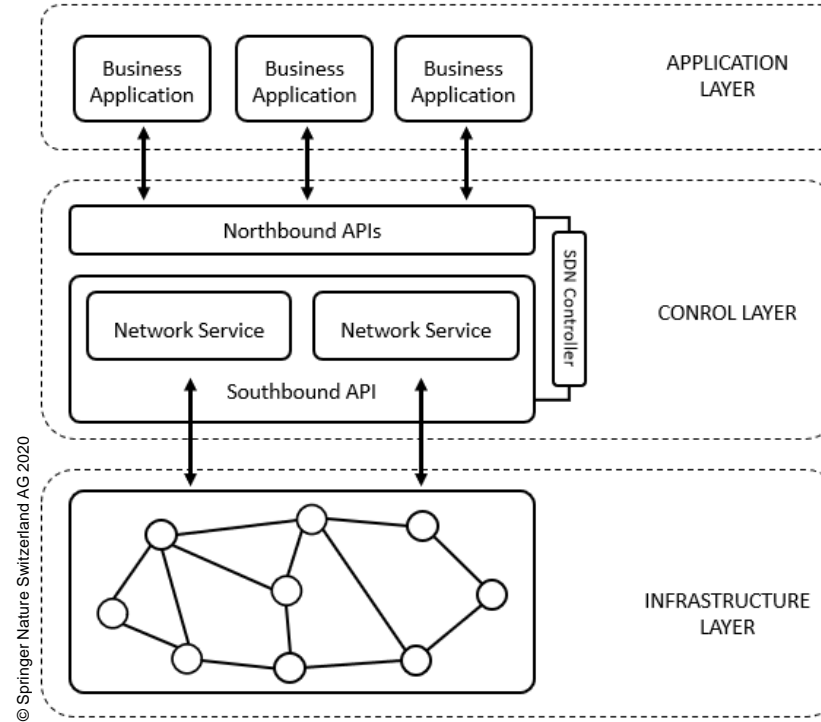 Business
Application
Business
Application
Business
Application
APPLICATION
LAYER
Northbound APIs
SDN Controller
Network Service
Network Service
CONROL LAYER
Southbound API
INFRASTRUCTURE
LAYER
© Springer Nature Switzerland AG 2020